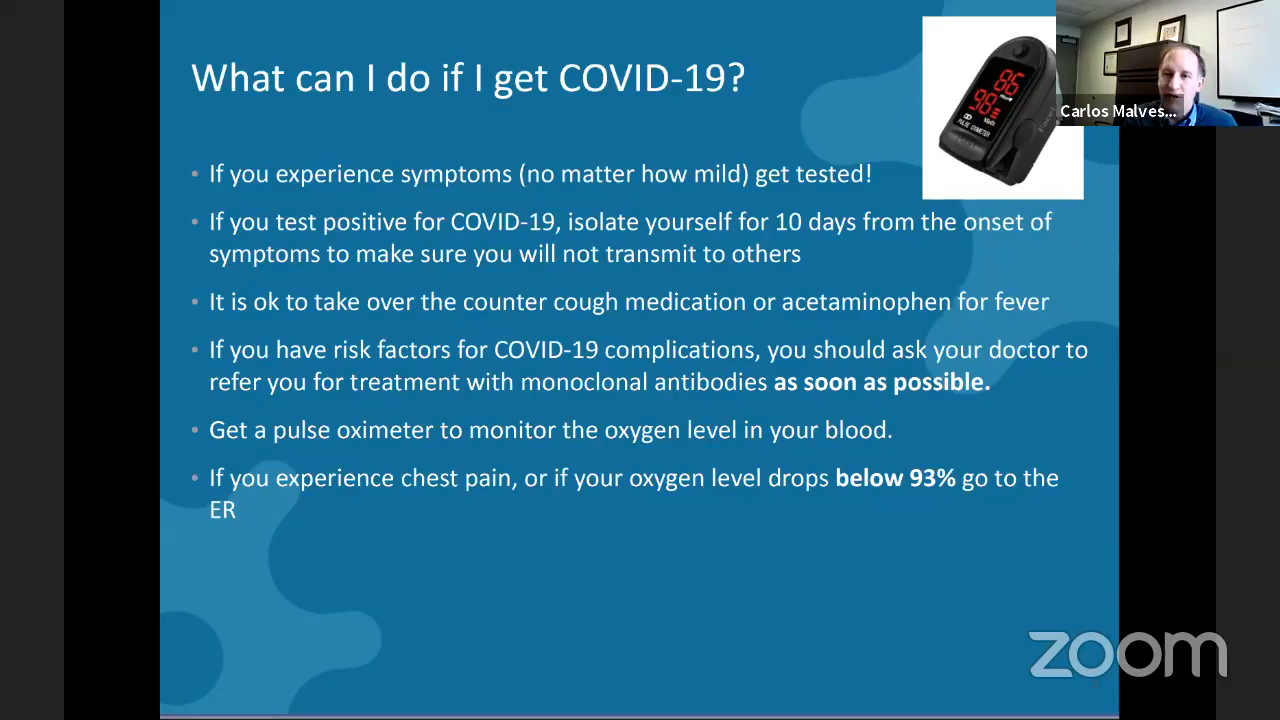 What can I do if I get COVID-19?
86
98
PULSE OXIMETER
Carlos Malves...
• If you experience symptoms (no matter how mild) get tested!
• If you test positive for COVID-19, isolate yourself for 10 days from the onset of
symptoms to make sure you will not transmit to others
• It is ok to take over the counter cough medication or acetaminophen for fever
• If you have risk factors for COVID-19 complications, you should ask your doctor to
refer you for treatment with monoclonal antibodies as soon as possible.
• Get a pulse oximeter to monitor the oxygen level in your blood.
• If you experience chest pain, or if your oxygen level drops below 93% go to the
ER
zoom